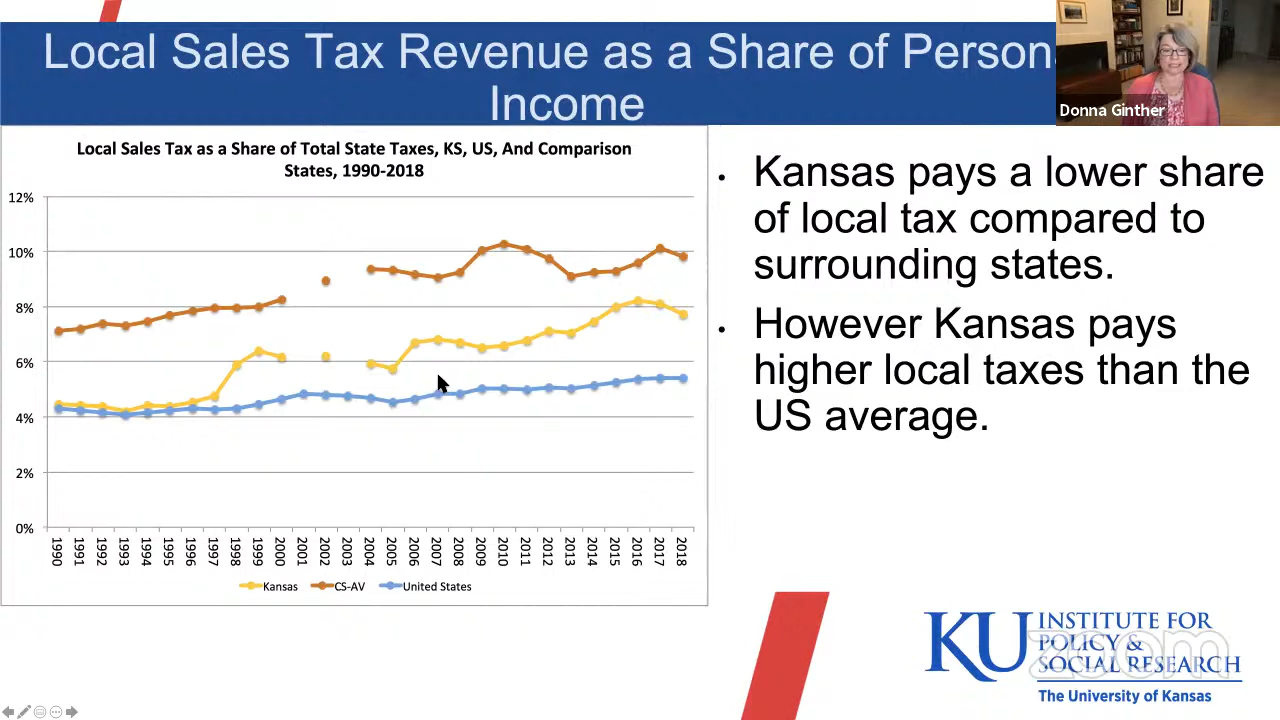 Local Sales Tax Revenue as a Share of Persona
Income
Donna Ginther
Local Sales Tax as a Share of Total State Taxes, KS, US, And Comparison
States, 1990-2018
12%
10%
8%
6%
4%
2%
0%
1990 1991 1992 1993 1994 1995 1996 1997 1998 1999 2000 2001 2002 2003 2004 2005 2006 2007 2008 2009 2010 2011 2012 2013 2014 2015 2016 2017 2018
Kansas CS-AV United States
• Kansas pays a lower share
of local tax compared to
surrounding states.
• However Kansas pays
higher local taxes than the
US average.
KU INSTITUTE FOR
POLICY &
SOCIAL RESEARCH
The University of Kansas
zoom